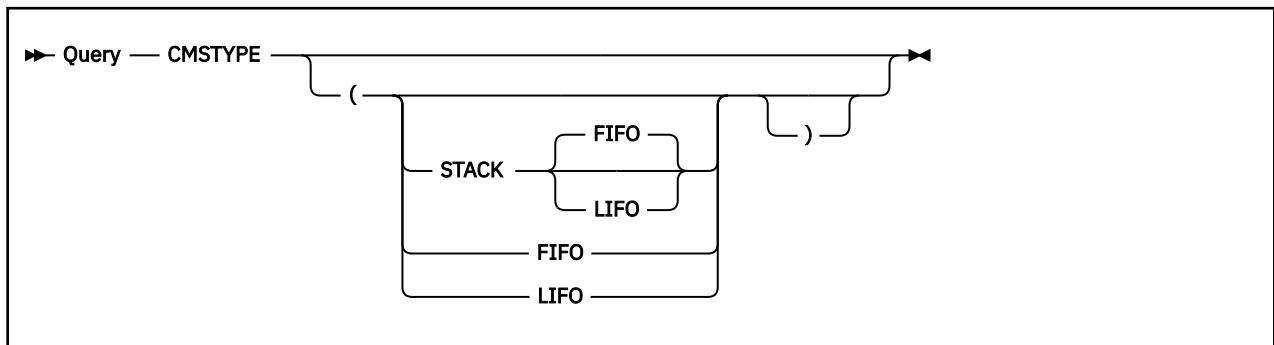 Query CMSTYPE
(
FIFO
)
STACK
LIFO
FIFO
LIFO